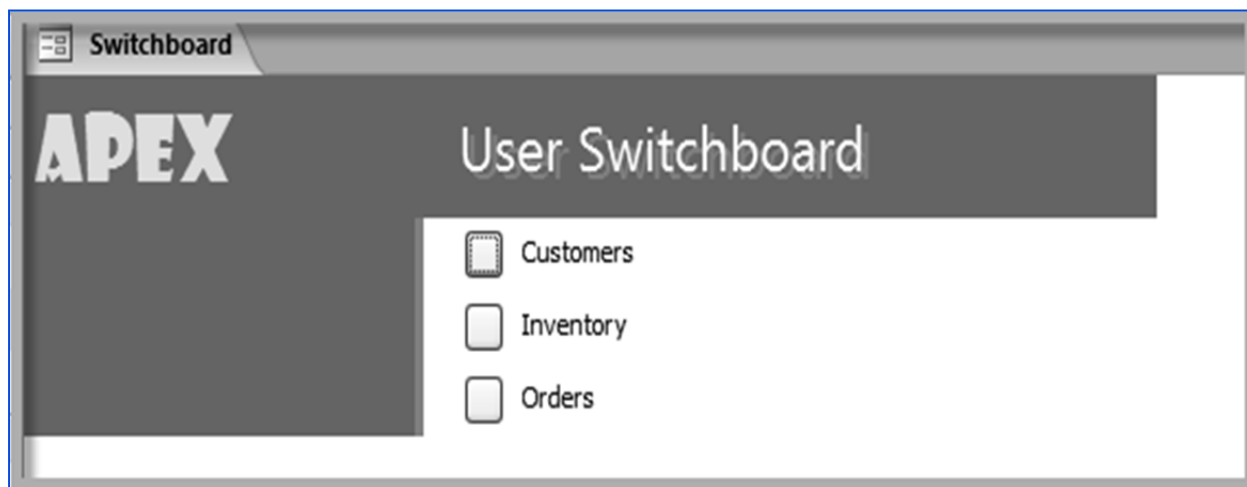 Switchboard
APEX
User Switchboard
Customers
Inventory
Orders